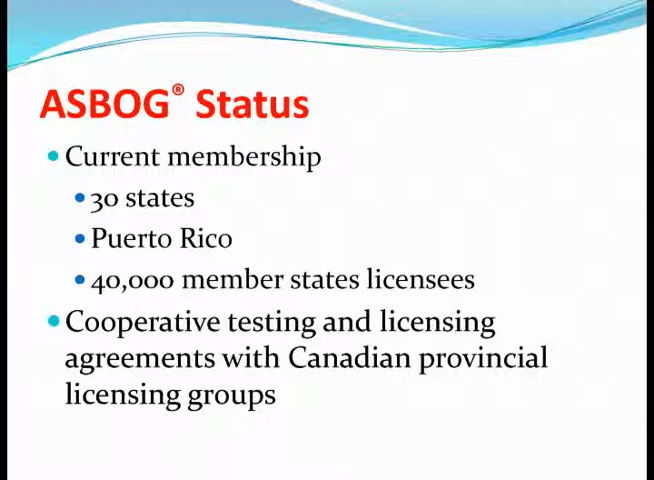 ASBOG® Status
• Current membership
• 30 states
• Puerto Rico
• 40,000 member states licensees
• Cooperative testing and licensing
agreements with Canadian provincial
licensing groups